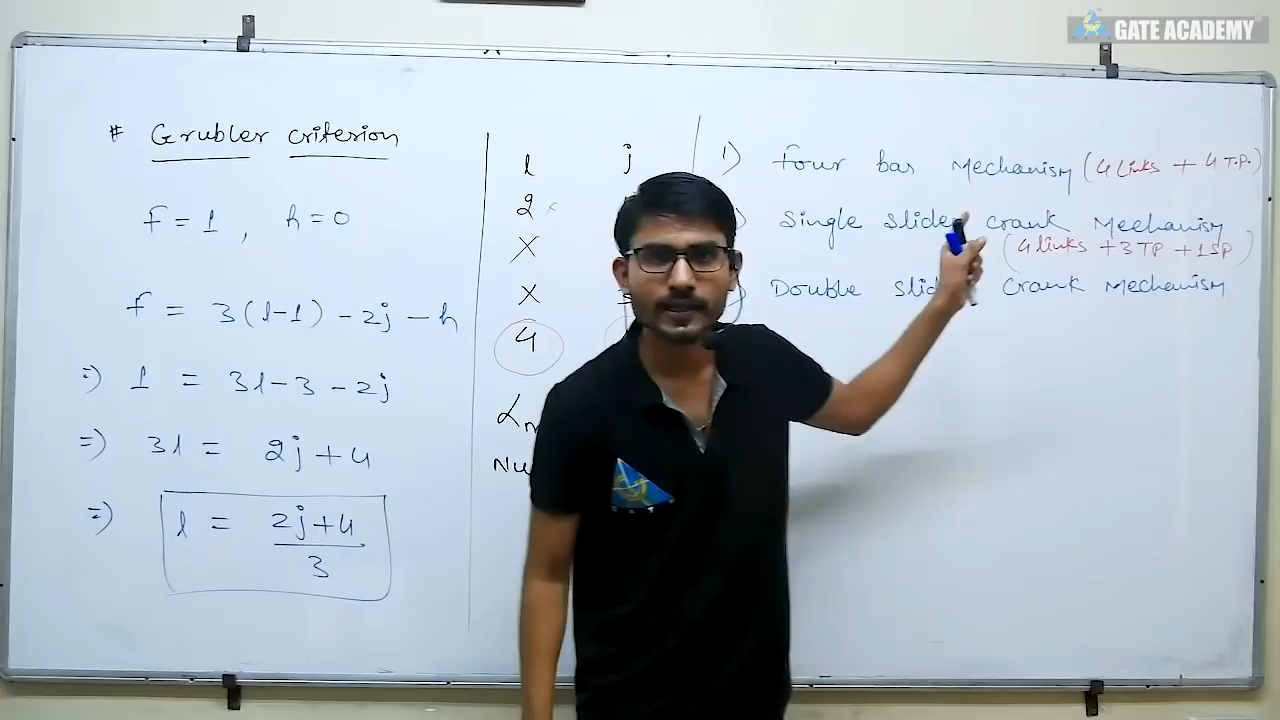 GATE ACADEMY
# Grubler criterion
f = 1 , h = 0
f = 3(l-1) - 2j - h
=) 1 = 3l - 3 - 2j
=) 3l = 2j + 4
=) l = 2j+4
3
l j
2 x
X
X
4
1) Four bar Mechanism (4 Links + 4 T.P.)
Single slider crank Mechanism
(4 links + 3 TP + 1 SP)
Double crank Mechanism